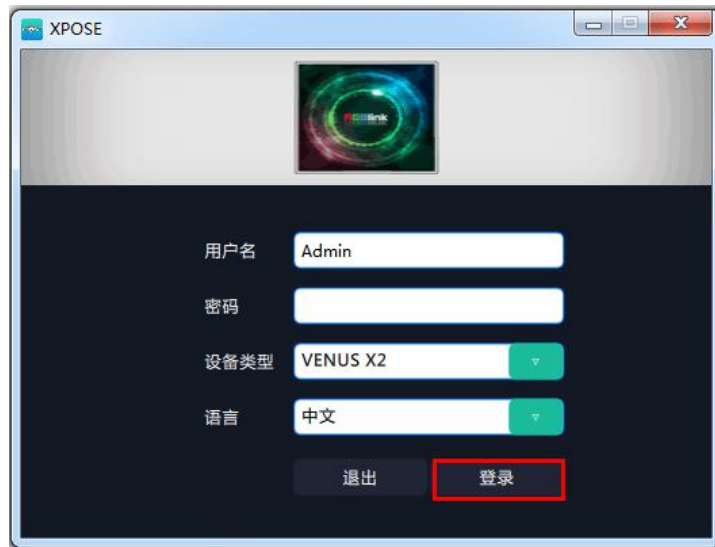 XPOSE
RGBlink
用户名 Admin
密码
设备类型 VENUS X2
语言 中文
退出 登录